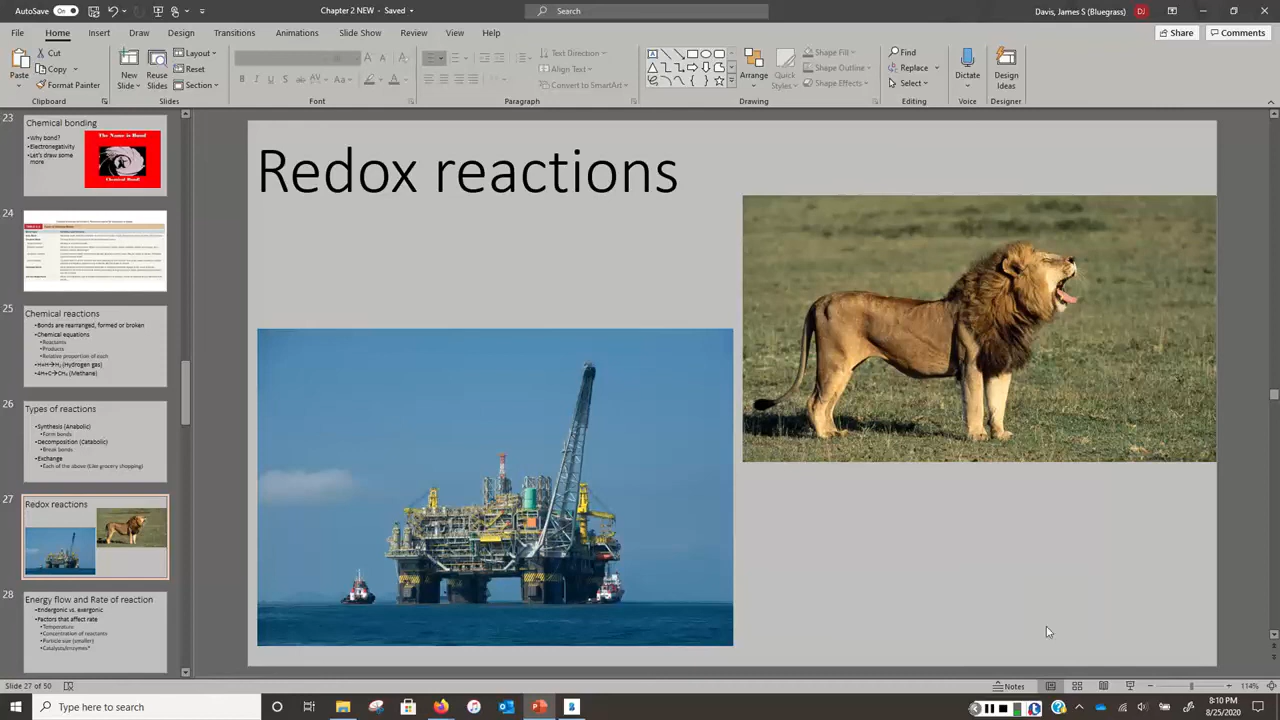 AutoSave On
Chapter 2 NEW - Saved
Search
Davis, James S (Bluegrass)
DJ
File Home Insert Draw Design Transitions Animations Slide Show Review View Help
Share Comments
Paste
Cut
Copy
Format Painter
Clipboard
New Slide
Reuse Slides
Layout
Reset
Section
Slides
Font
Text Direction
Align Text
Convert to SmartArt
Paragraph
Arrange
Quick Styles
Shape Fill
Shape Outline
Shape Effects
Drawing
Find
Replace
Select
Editing
Dictate
Voice
Design Ideas
Designer
23
Chemical bonding
•Why bond?
•Electronegativity
•Let's draw some more
The Name is Bond
Chemical Bond!
24
25
Chemical reactions
•Bonds are rearranged, formed or broken
•Chemical equations
•Reactants
•Products
•Relative proportion of each
•H+H→H₂ (Hydrogen gas)
•4H+C→CH₄ (Methane)
26
Types of reactions
•Synthesis (Anabolic)
•Form bonds
•Decomposition (Catabolic)
•Break bonds
•Exchange
•Each of the above (Like grocery shopping)
27
Redox reactions
28
Energy flow and Rate of reaction
•Endergonic vs. exergonic
•Factors that affect rate
•Temperature
•Concentration of reactants
•Particle size (smaller)
•Catalysts/enzymes*
Redox reactions
Slide 27 of 50
Notes
114%
Type here to search
8:10 PM
8/25/2020